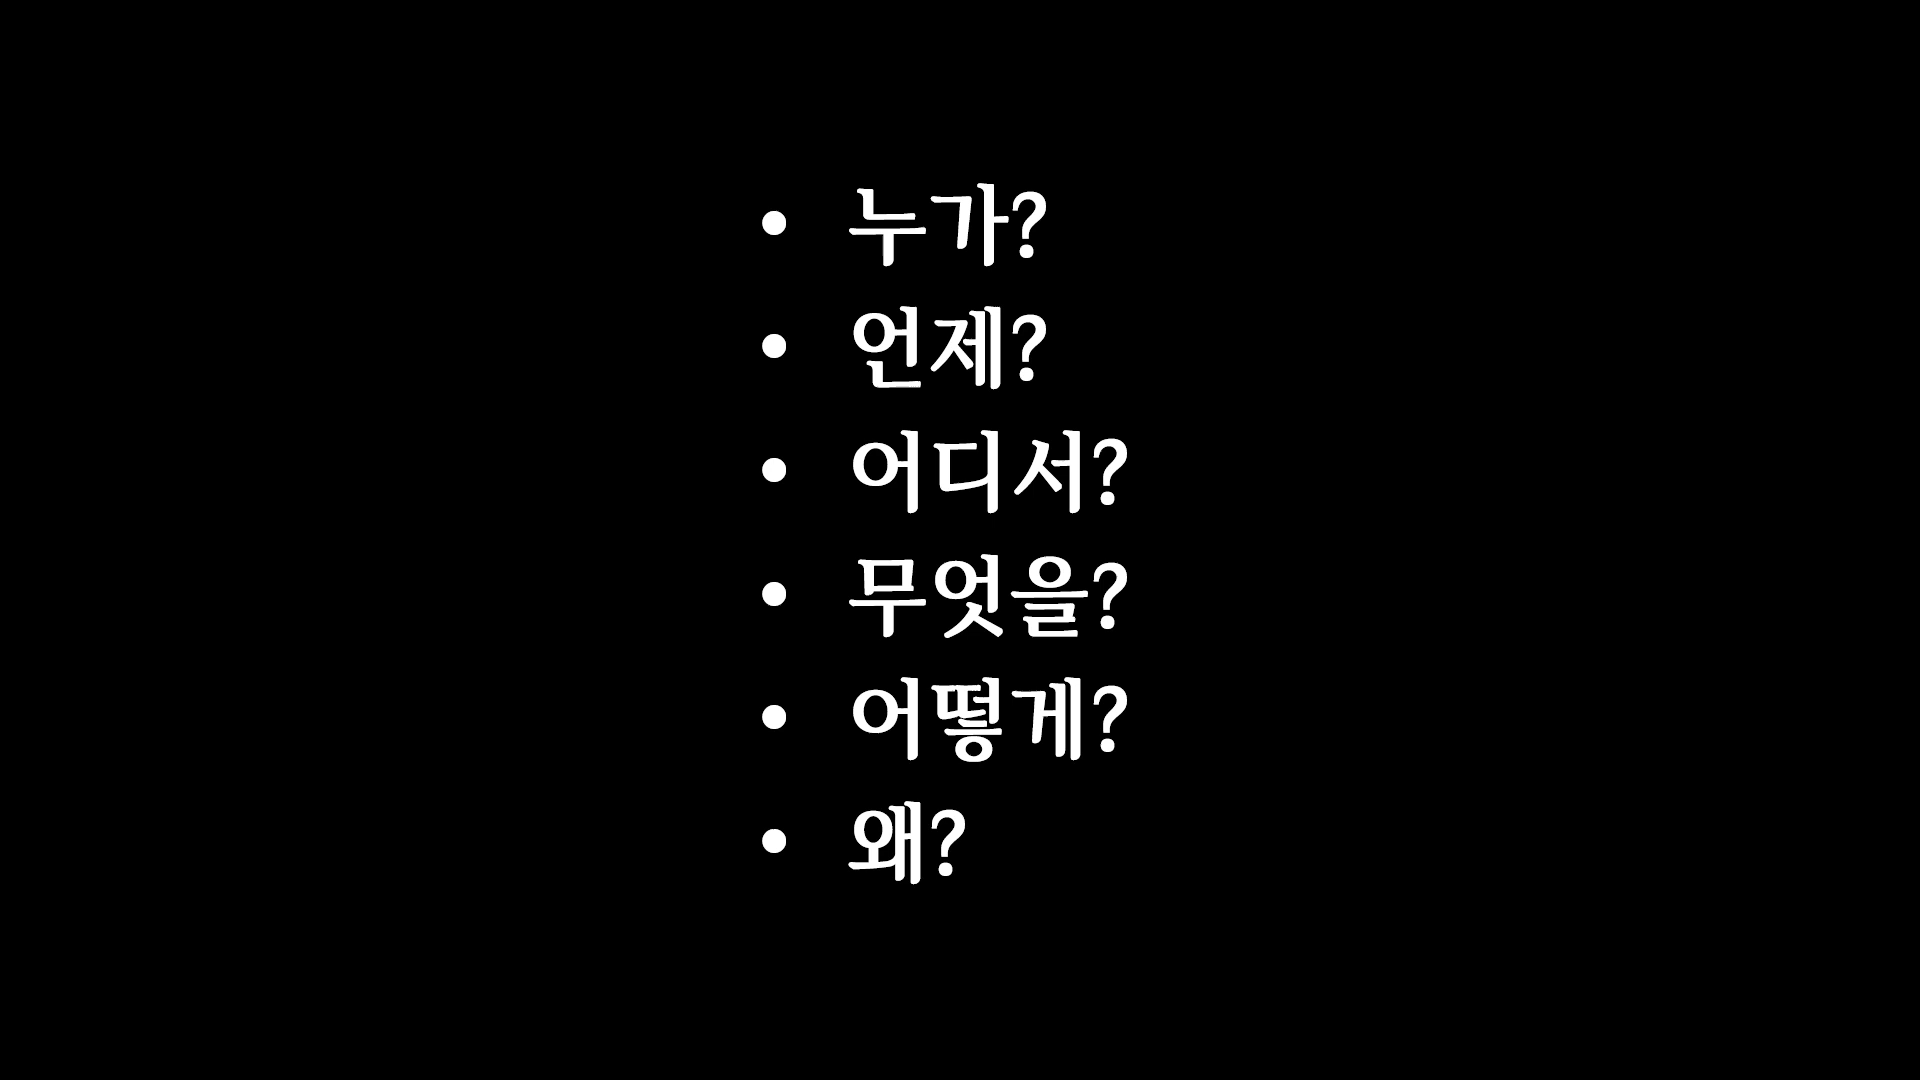 • 누가?
• 언제?
• 어디서?
• 무엇을?
• 어떻게?
• 왜?